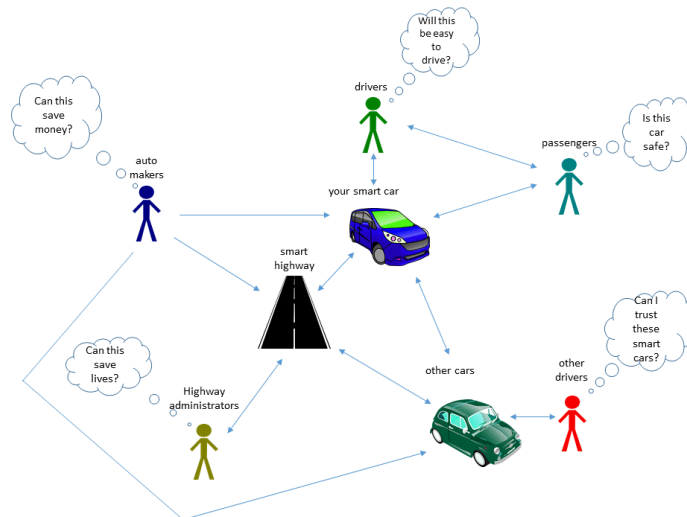 Will this
be easy
to
drive?
drivers
Can this
save
money?
auto
makers
Is this
car
safe?
passengers
your smart car
smart
highway
Can I
trust
these
smart
cars?
other
drivers
other cars
Can this
save
lives?
Highway
administrators